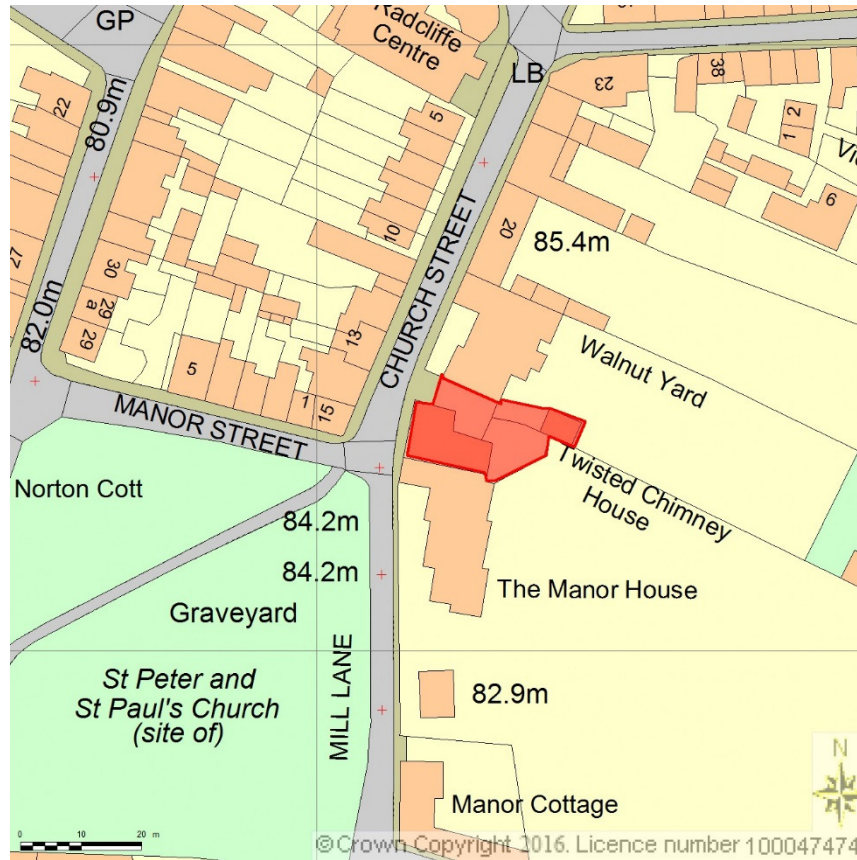 GP
Radcliffe
Centre
LB
23
38
22
80.9m
5
2
1
6
10
20
85.4m
27
30
29
a
29
82.0m
CHURCH STREET
13
5
1
15
Walnut Yard
MANOR STREET
Twisted Chimney
House
Norton Cott
84.2m
84.2m
The Manor House
Graveyard
MILL LANE
St Peter and
St Paul's Church
(site of)
82.9m
N
Manor Cottage
0 10 20 m
© Crown Copyright 2016. Licence number 100047474